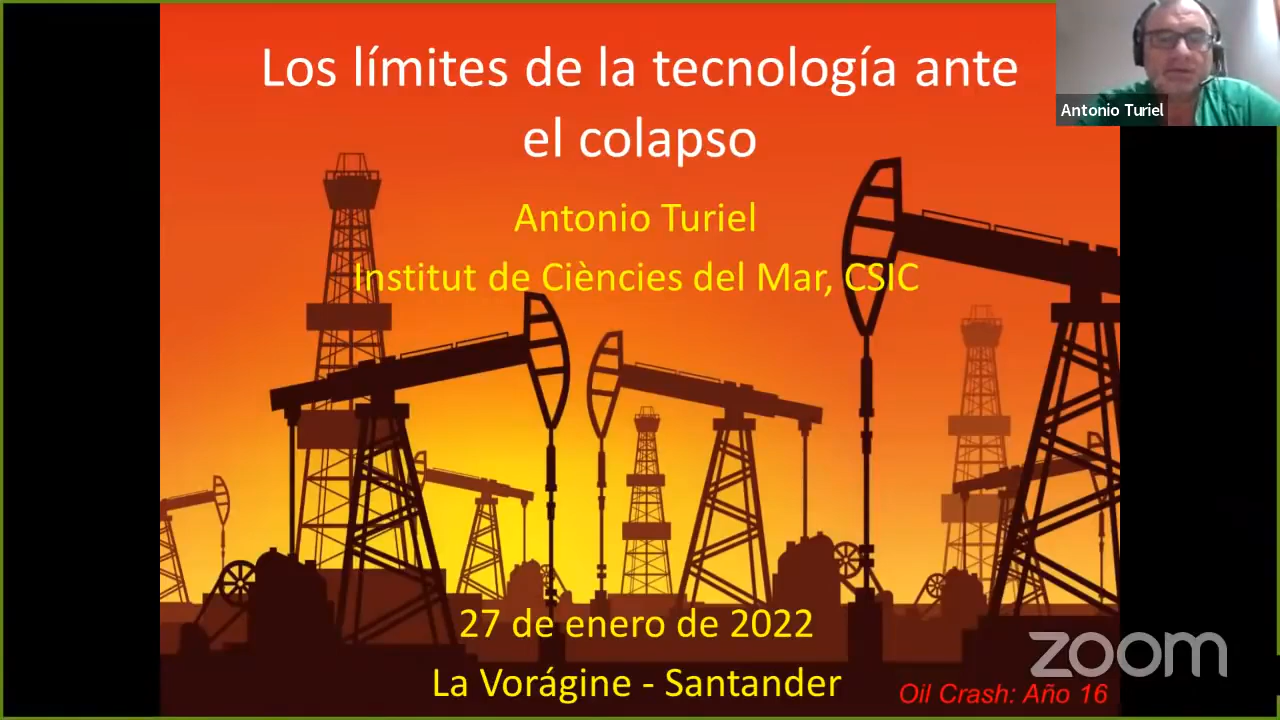 Los límites de la tecnología ante
el colapso
Antonio Turiel
Antonio Turiel
Institut de Ciències del Mar, CSIC
27 de enero de 2022
La Vorágine - Santander
zoom
Oil Crash: Año 16